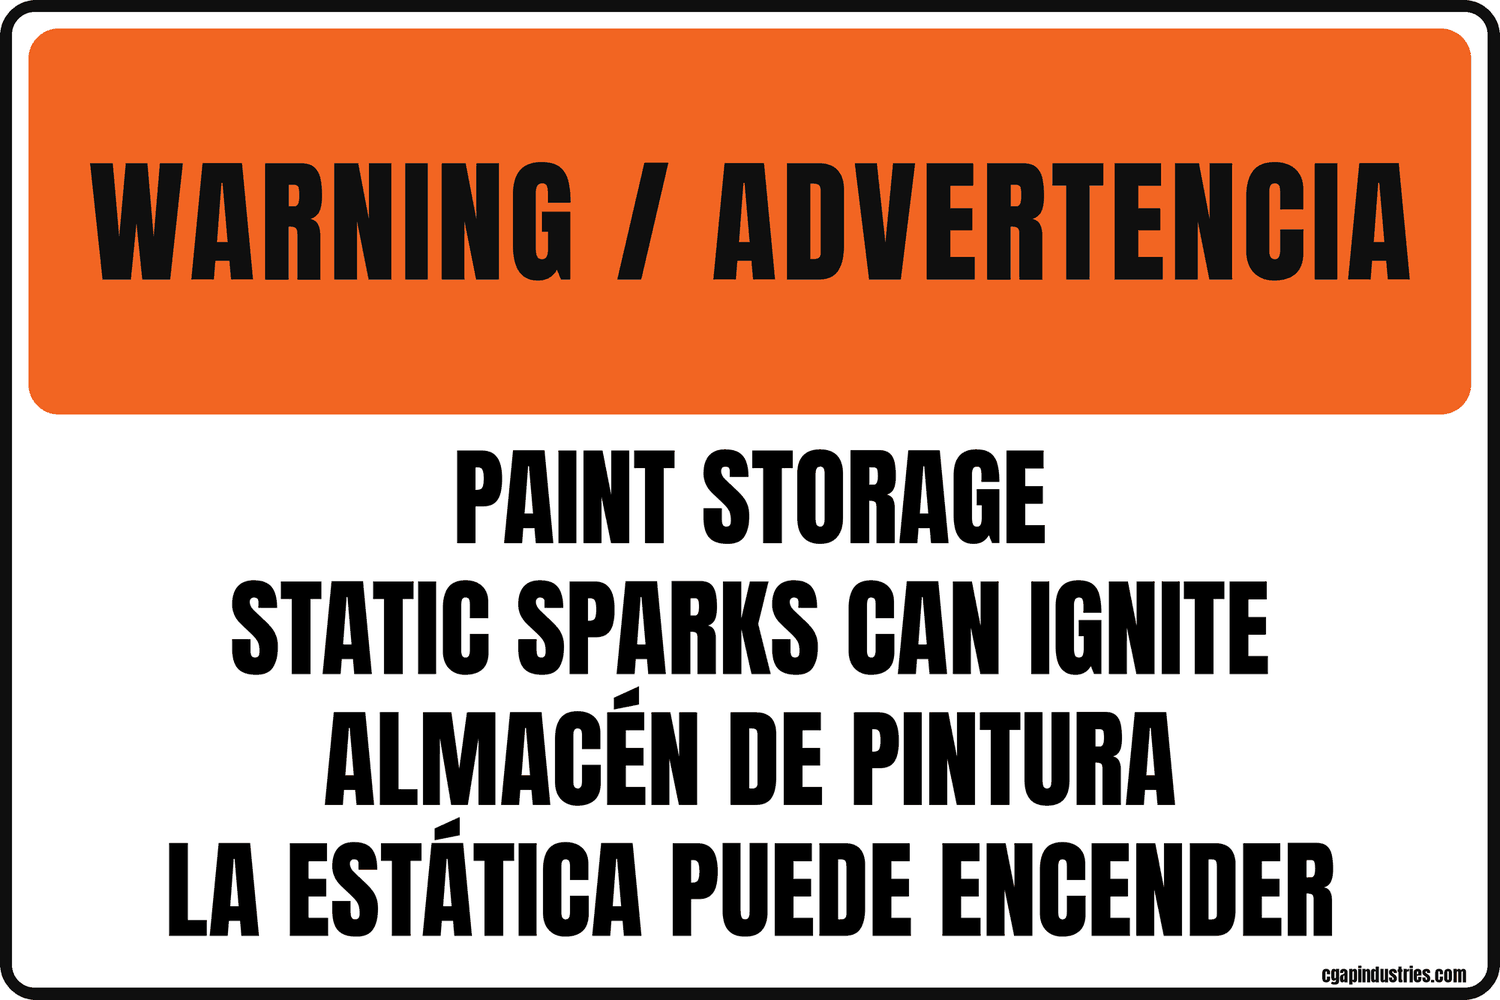 WARNING / ADVERTENCIA
PAINT STORAGE
STATIC SPARKS CAN IGNITE
ALMACÉN DE PINTURA
LA ESTÁTICA PUEDE ENCENDER
cgapindustries.com